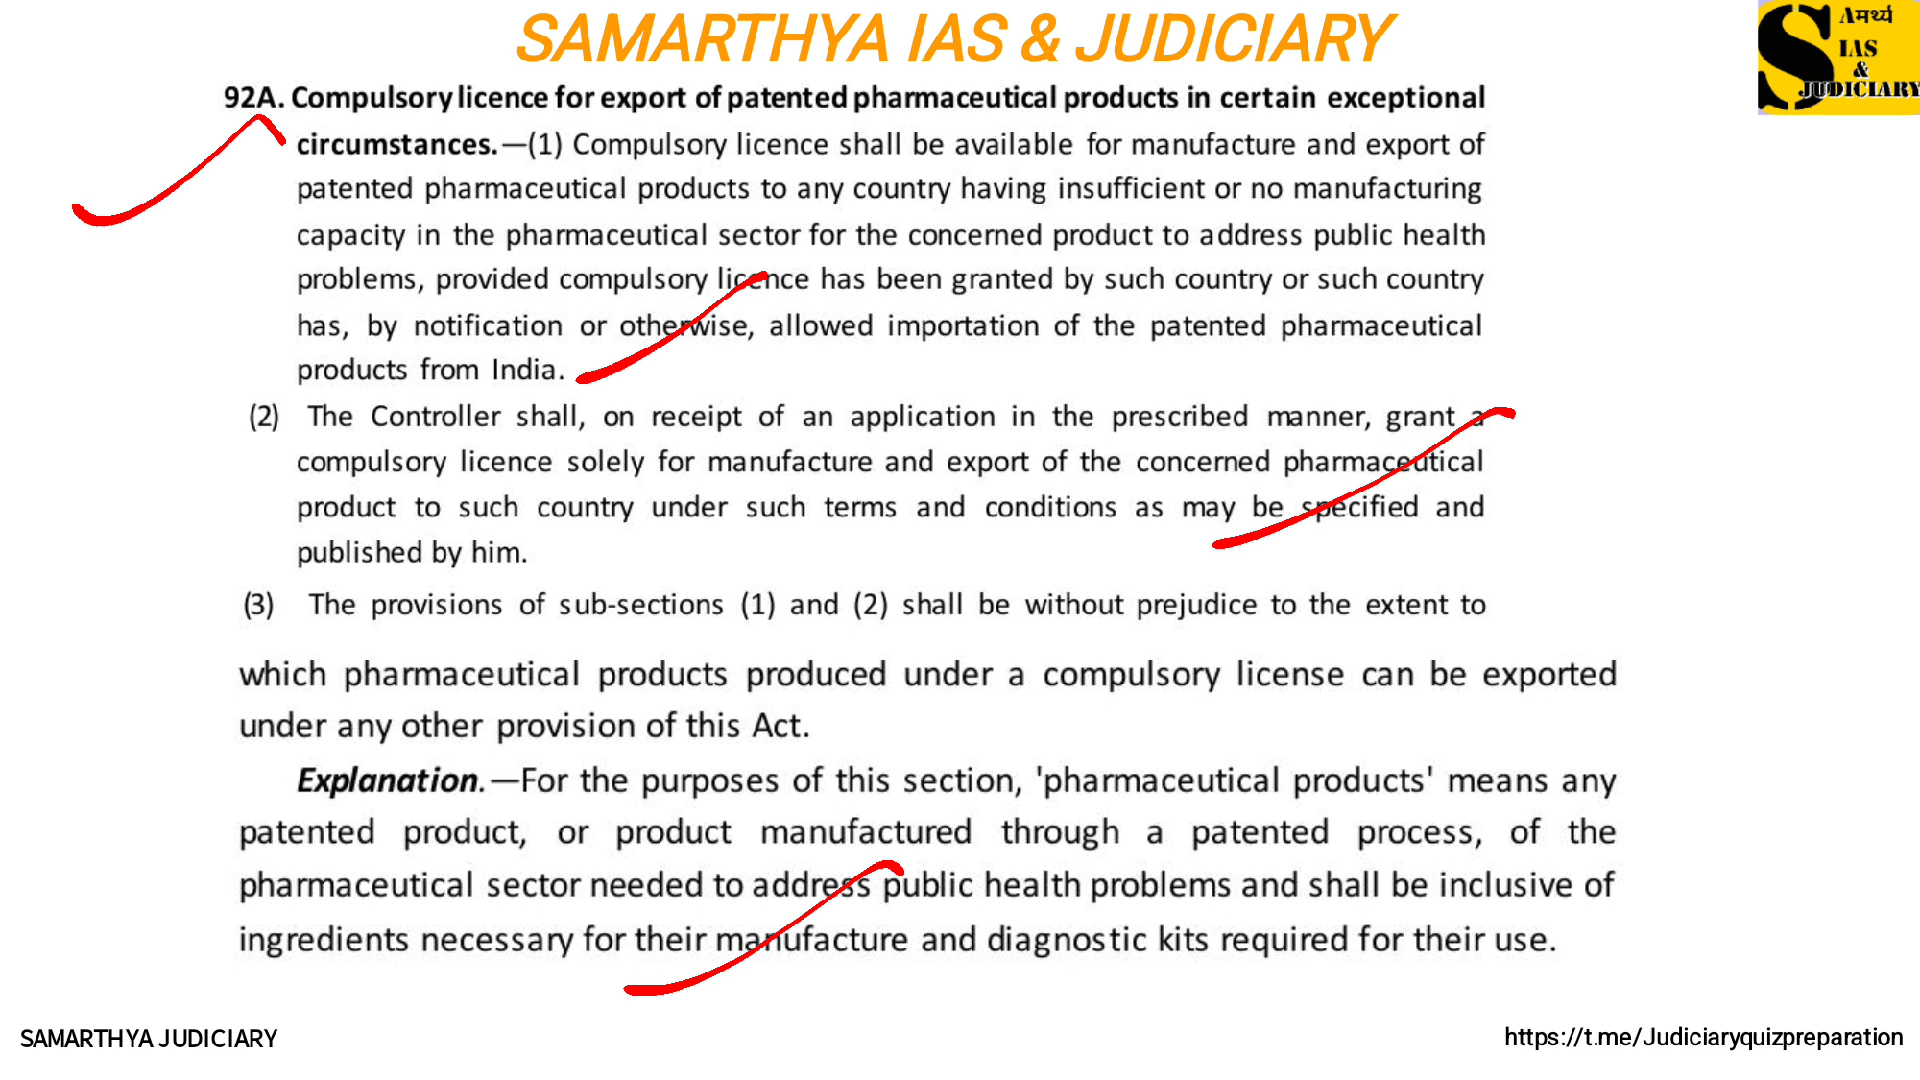 SAMARTHYA IAS & JUDICIARY
Aमर्थ्य
IAS
&
JUDICIARY
92A. Compulsory licence for export of patented pharmaceutical products in certain exceptional
circumstances.—(1) Compulsory licence shall be available for manufacture and export of
patented pharmaceutical products to any country having insufficient or no manufacturing
capacity in the pharmaceutical sector for the concerned product to address public health
problems, provided compulsory licence has been granted by such country or such country
has, by notification or otherwise, allowed importation of the patented pharmaceutical
products from India.
(2) The Controller shall, on receipt of an application in the prescribed manner, grant a
compulsory licence solely for manufacture and export of the concerned pharmaceutical
product to such country under such terms and conditions as may be specified and
published by him.
(3) The provisions of sub-sections (1) and (2) shall be without prejudice to the extent to
which pharmaceutical products produced under a compulsory license can be exported
under any other provision of this Act.
Explanation.—For the purposes of this section, 'pharmaceutical products' means any
patented product, or product manufactured through a patented process, of the
pharmaceutical sector needed to address public health problems and shall be inclusive of
ingredients necessary for their manufacture and diagnostic kits required for their use.
SAMARTHYA JUDICIARY
https://t.me/Judiciaryquizpreparation